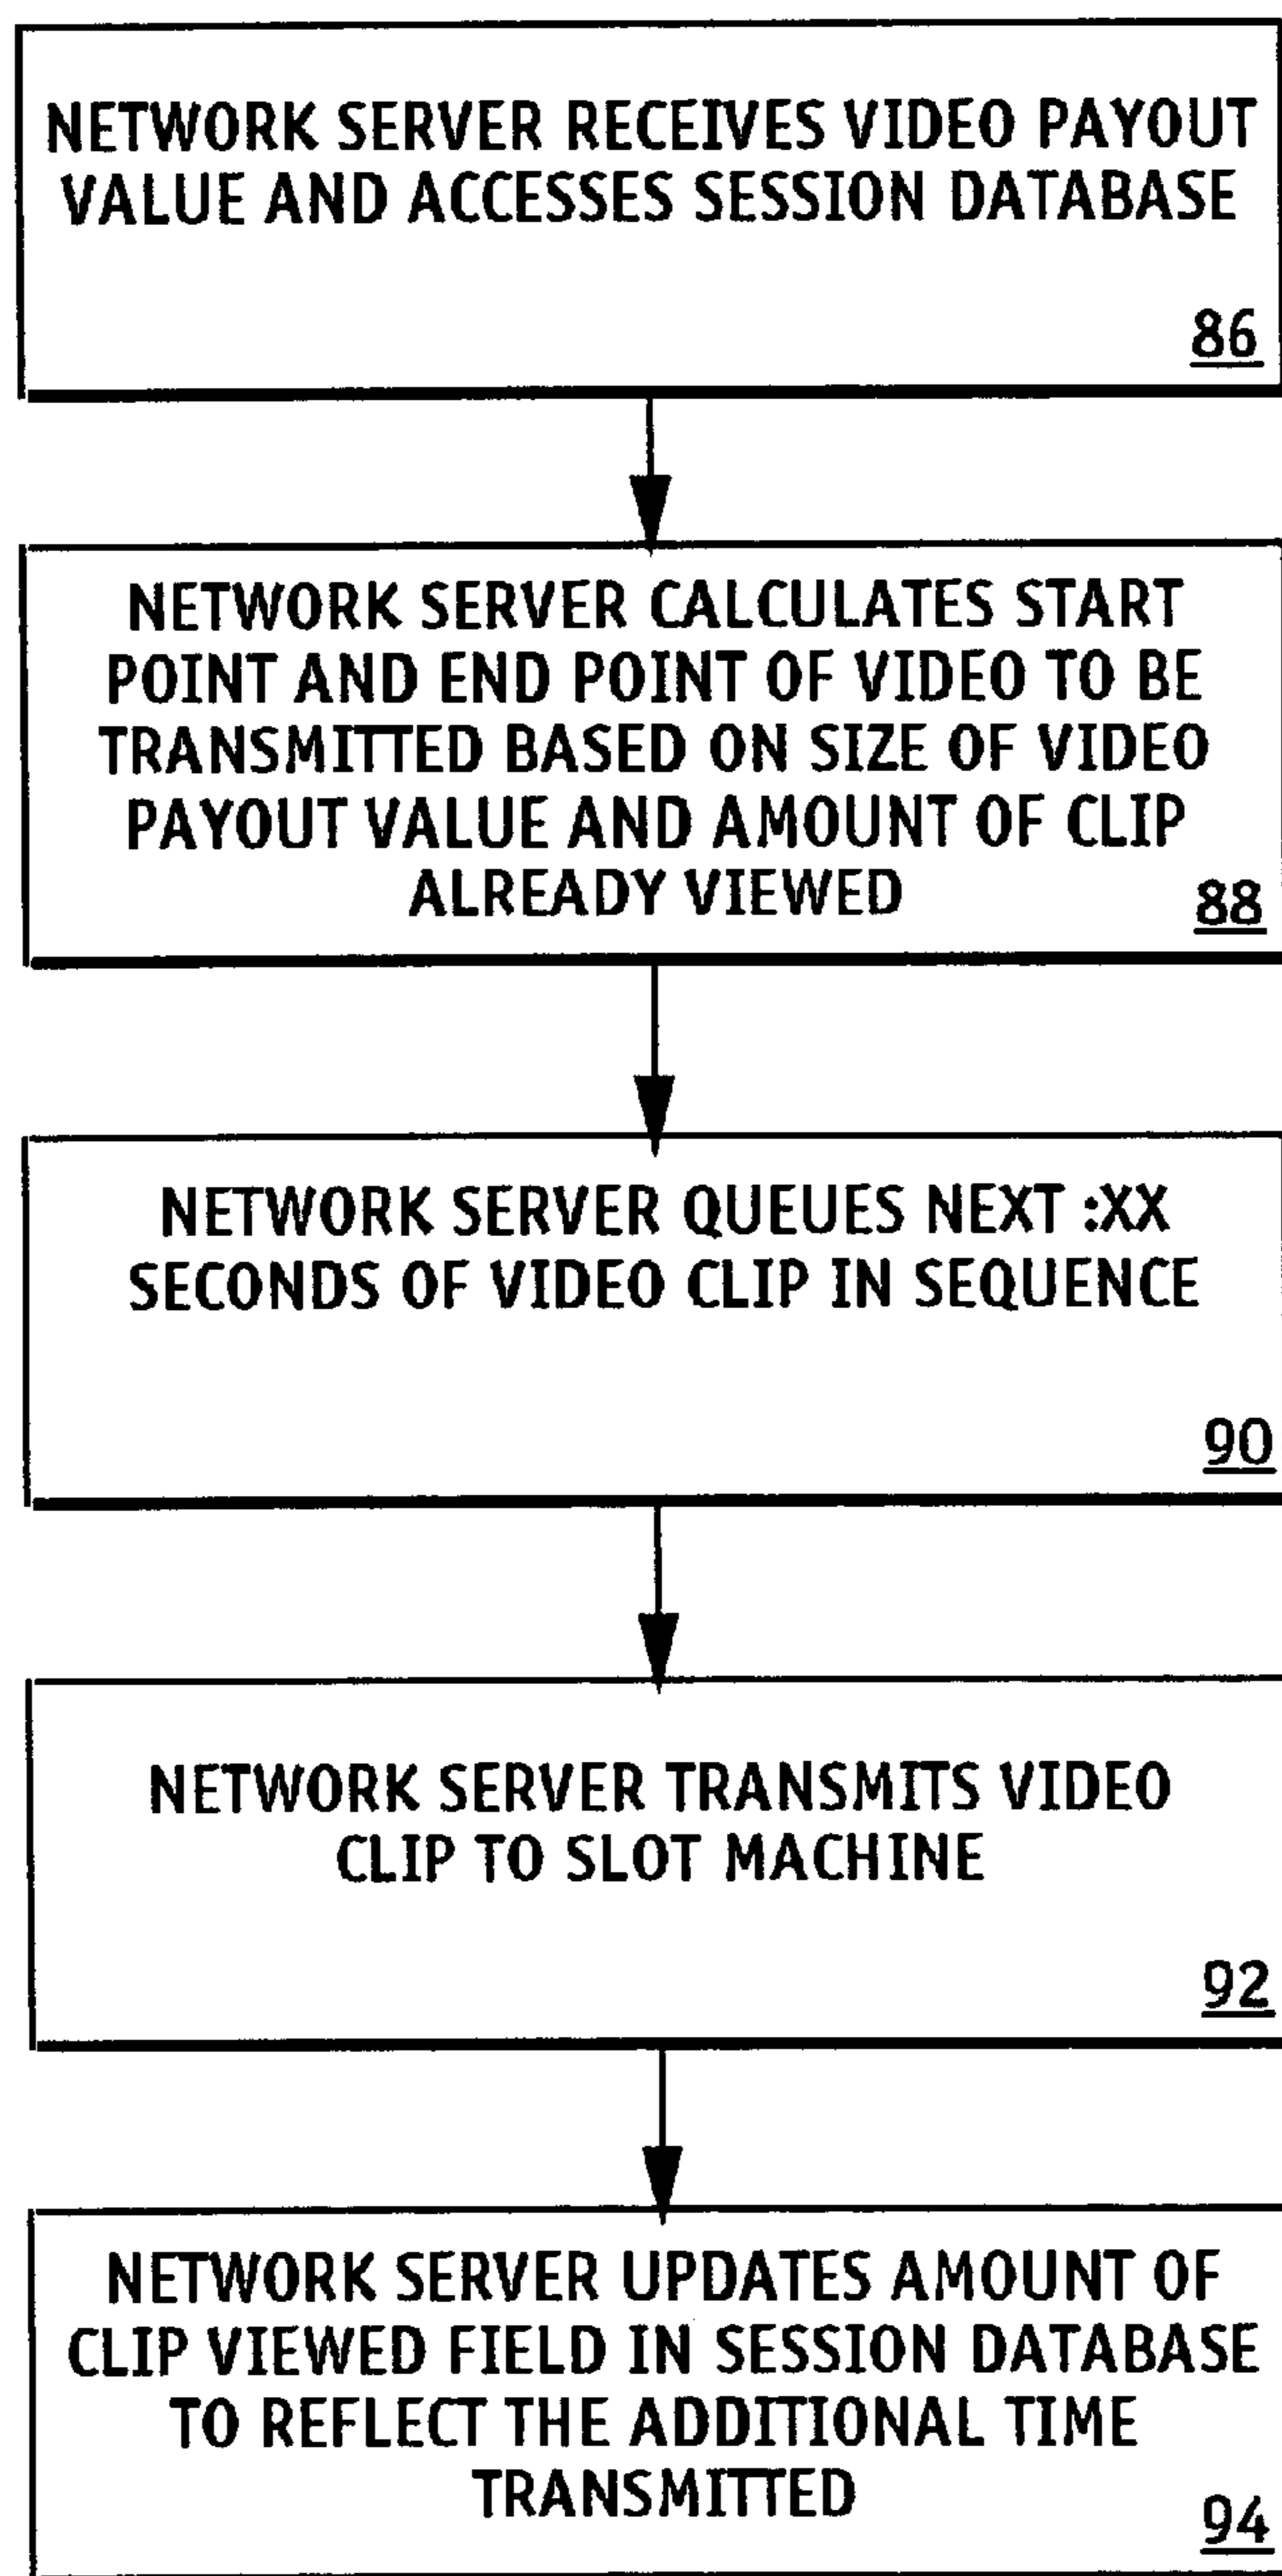 NETWORK SERVER RECEIVES VIDEO PAYOUT
VALUE AND ACCESSES SESSION DATABASE
86
NETWORK SERVER CALCULATES START
POINT AND END POINT OF VIDEO TO BE
TRANSMITTED BASED ON SIZE OF VIDEO
PAYOUT VALUE AND AMOUNT OF CLIP
ALREADY VIEWED
88
NETWORK SERVER QUEUES NEXT :XX
SECONDS OF VIDEO CLIP IN SEQUENCE
90
NETWORK SERVER TRANSMITS VIDEO
CLIP TO SLOT MACHINE
92
NETWORK SERVER UPDATES AMOUNT OF
CLIP VIEWED FIELD IN SESSION DATABASE
TO REFLECT THE ADDITIONAL TIME
TRANSMITTED
94